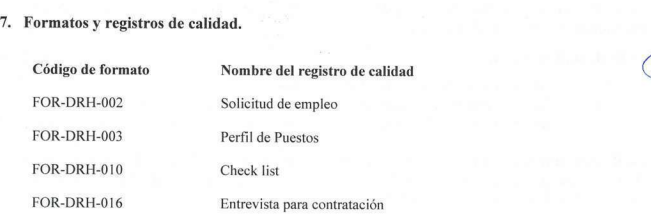 7. Formatos y registros de calidad.
Código de formato Nombre del registro de calidad
FOR-DRH-002 Solicitud de empleo
FOR-DRH-003 Perfil de Puestos
FOR-DRH-010 Check list
FOR-DRH-016 Entrevista para contratación